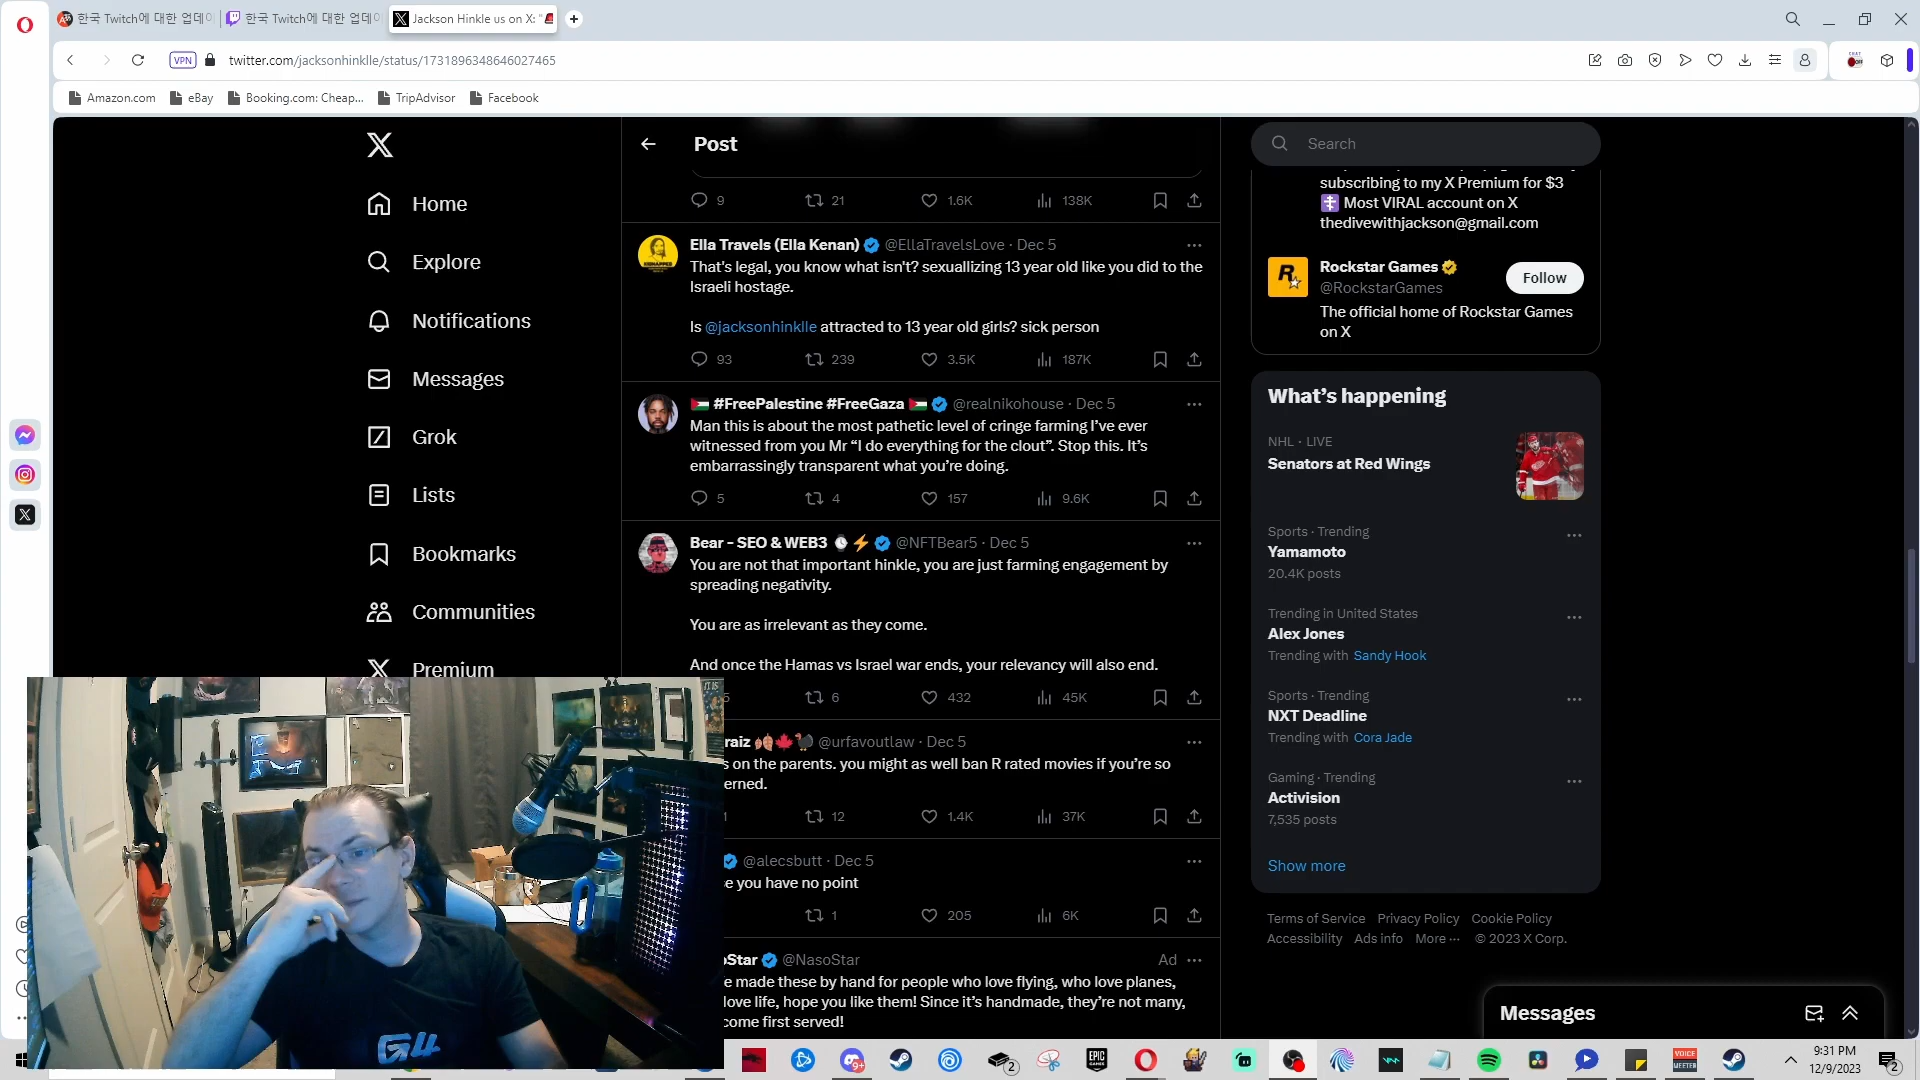 한국 Twitch에 대한 업데이
한국 Twitch에 대한 업데이
Jackson Hinkle us on X: "
VPN
twitter.com/jacksonhinklle/status/1731896348646027465
Amazon.com
eBay
Booking.com: Cheap...
TripAdvisor
Facebook
Home
Explore
Notifications
Messages
Grok
Lists
Bookmarks
Communities
Premium
Post
9 21 1.6K 138K
Ella Travels (Ella Kenan) @EllaTravelsLove · Dec 5
That's legal, you know what isn't? sexuallizing 13 year old like you did to the
Israeli hostage.
Is @jacksonhinklle attracted to 13 year old girls? sick person
93 239 3.5K 187K
#FreePalestine #FreeGaza @realnikohouse · Dec 5
Man this is about the most pathetic level of cringe farming I've ever
witnessed from you Mr “I do everything for the clout”. Stop this. It's
embarrassingly transparent what you're doing.
5 4 157 9.6K
Bear - SEO & WEB3 @NFTBear5 · Dec 5
You are not that important hinkle, you are just farming engagement by
spreading negativity.
You are as irrelevant as they come.
And once the Hamas vs Israel war ends, your relevancy will also end.
6 432 45K
raiz @urfavoutlaw · Dec 5
s on the parents. you might as well ban R rated movies if you're so
erned.
12 1.4K 37K
@alecsbutt · Dec 5
e you have no point
1 205 6K
Star @NasoStar Ad
e made these by hand for people who love flying, who love planes,
love life, hope you like them! Since it's handmade, they're not many,
come first served!
Search
subscribing to my X Premium for $3
Most VIRAL account on X
thedivewithjackson@gmail.com
Rockstar Games
@RockstarGames
Follow
The official home of Rockstar Games
on X
What's happening
NHL · LIVE
Senators at Red Wings
Sports · Trending
Yamamoto
20.4K posts
Trending in United States
Alex Jones
Trending with Sandy Hook
Sports · Trending
NXT Deadline
Trending with Cora Jade
Gaming · Trending
Activision
7,535 posts
Show more
Terms of Service Privacy Policy Cookie Policy
Accessibility Ads info More ··· © 2023 X Corp.
Messages
G4
9+
2
EPIC
GAMES
VOICE
MEETER
9:31 PM
12/9/2023
2